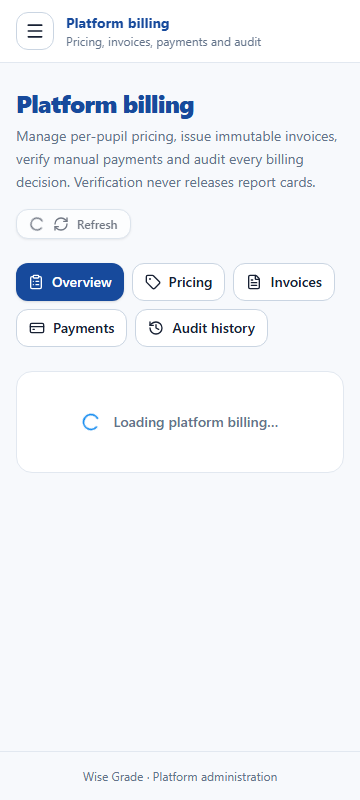 Platform billing
Pricing, invoices, payments and audit
Platform billing
Manage per-pupil pricing, issue immutable invoices,
verify manual payments and audit every billing
decision. Verification never releases report cards.
Refresh
Overview
Pricing
Invoices
Payments
Audit history
Loading platform billing...
Wise Grade · Platform administration